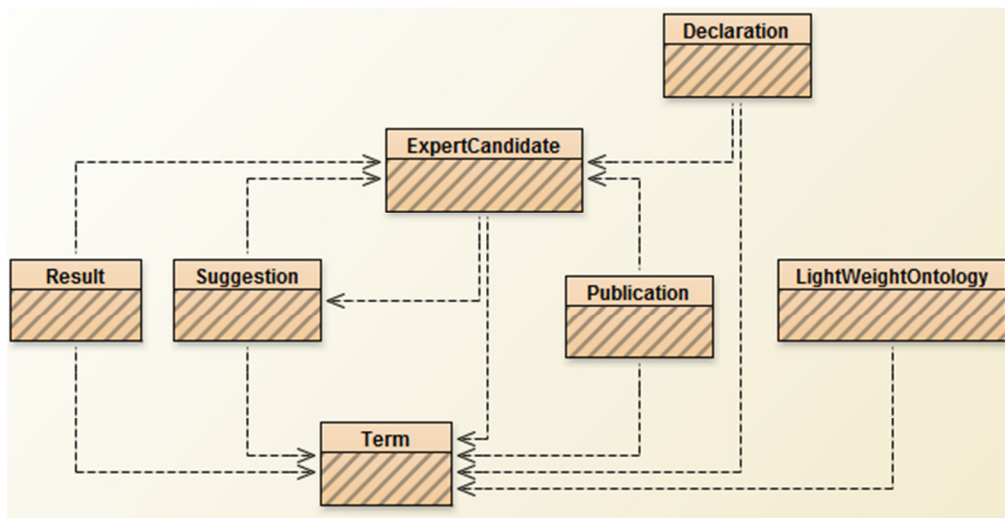 Declaration
ExpertCandidate
Result
Suggestion
Publication
LightWeightOntology
Term